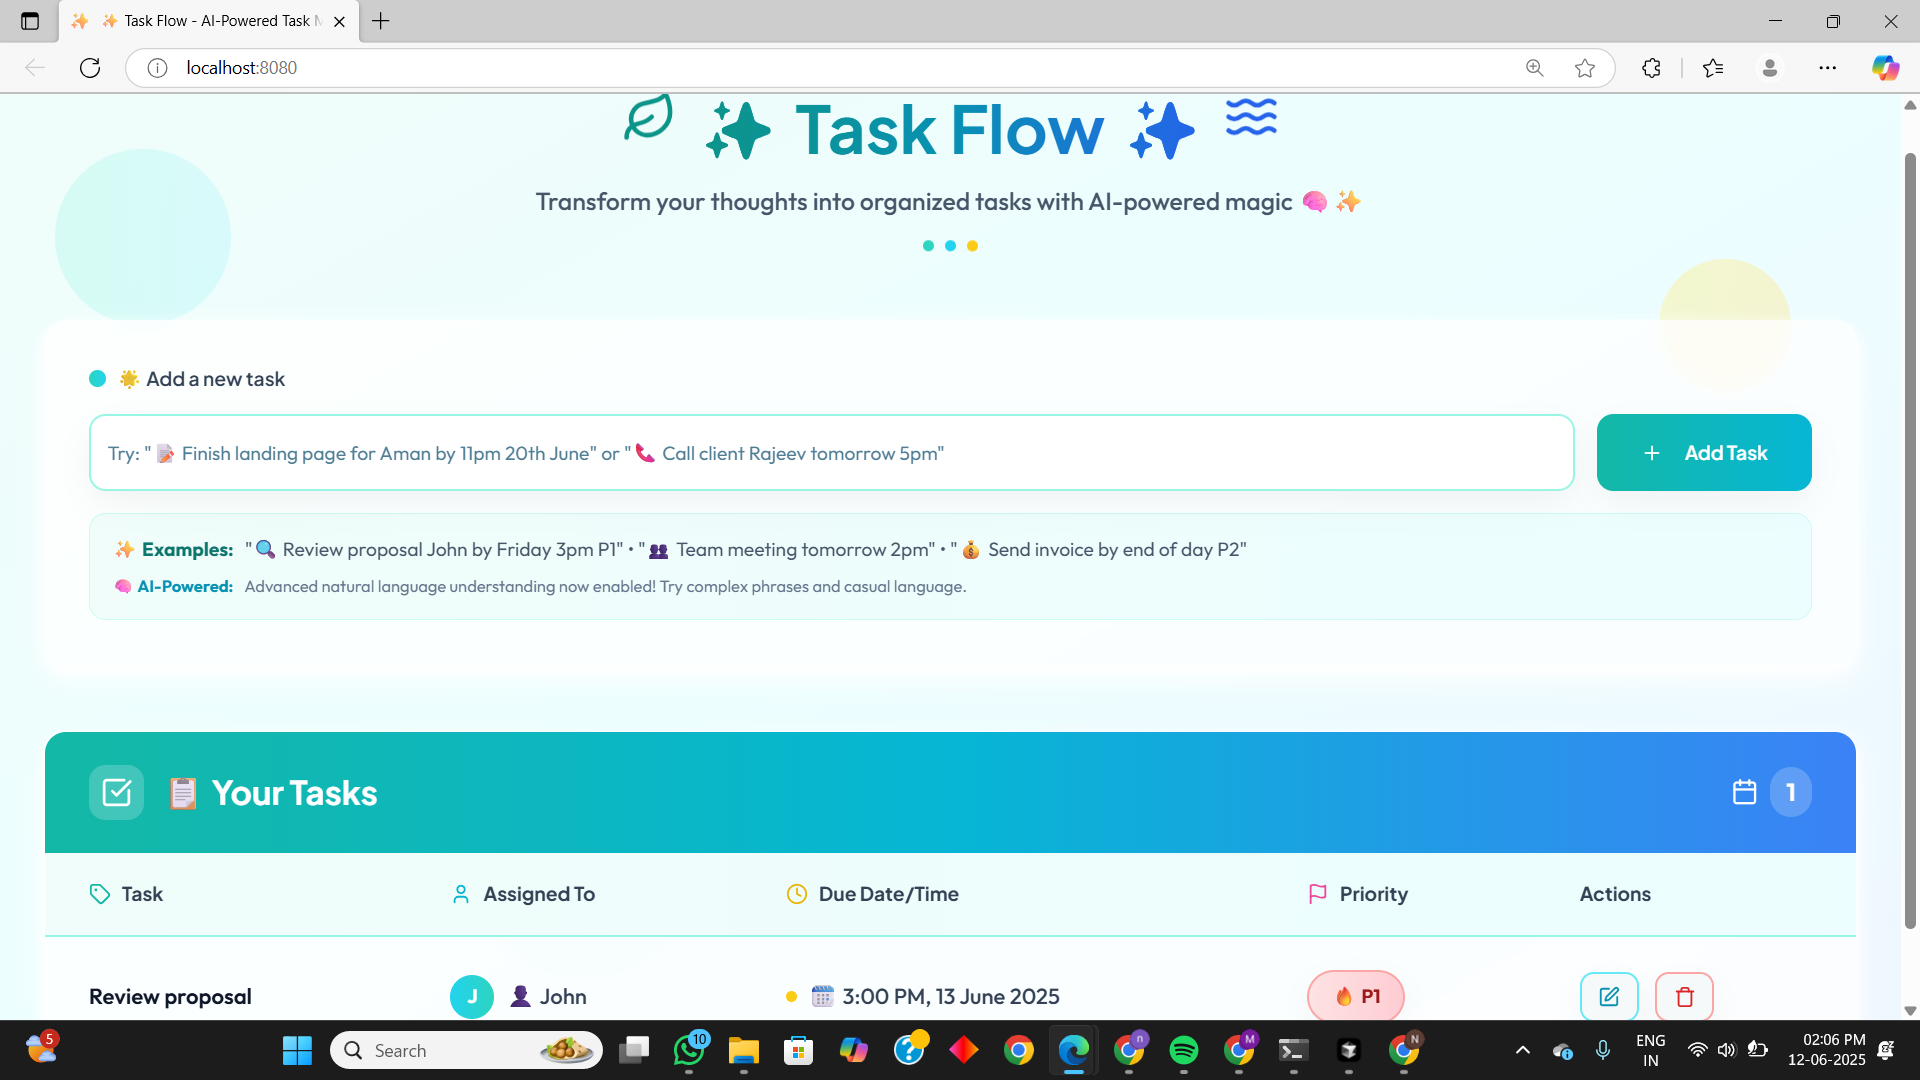 ✨ Task Flow - AI-Powered Task M
localhost:8080
✨ Task Flow ✨
Transform your thoughts into organized tasks with AI-powered magic 🧠 ✨
🌟 Add a new task
Try: "📝 Finish landing page for Aman by 11pm 20th June" or "📞 Call client Rajeev tomorrow 5pm"
+ Add Task
✨ Examples: "🔍 Review proposal John by Friday 3pm P1" • "👥 Team meeting tomorrow 2pm" • "💰 Send invoice by end of day P2"
🧠 AI-Powered: Advanced natural language understanding now enabled! Try complex phrases and casual language.
📋 Your Tasks
1
Task Assigned To Due Date/Time Priority Actions
Review proposal J 👤 John 🗓️ 3:00 PM, 13 June 2025 🔥 P1
5
Search
10
n
M
N
ENG
IN
02:06 PM
12-06-2025